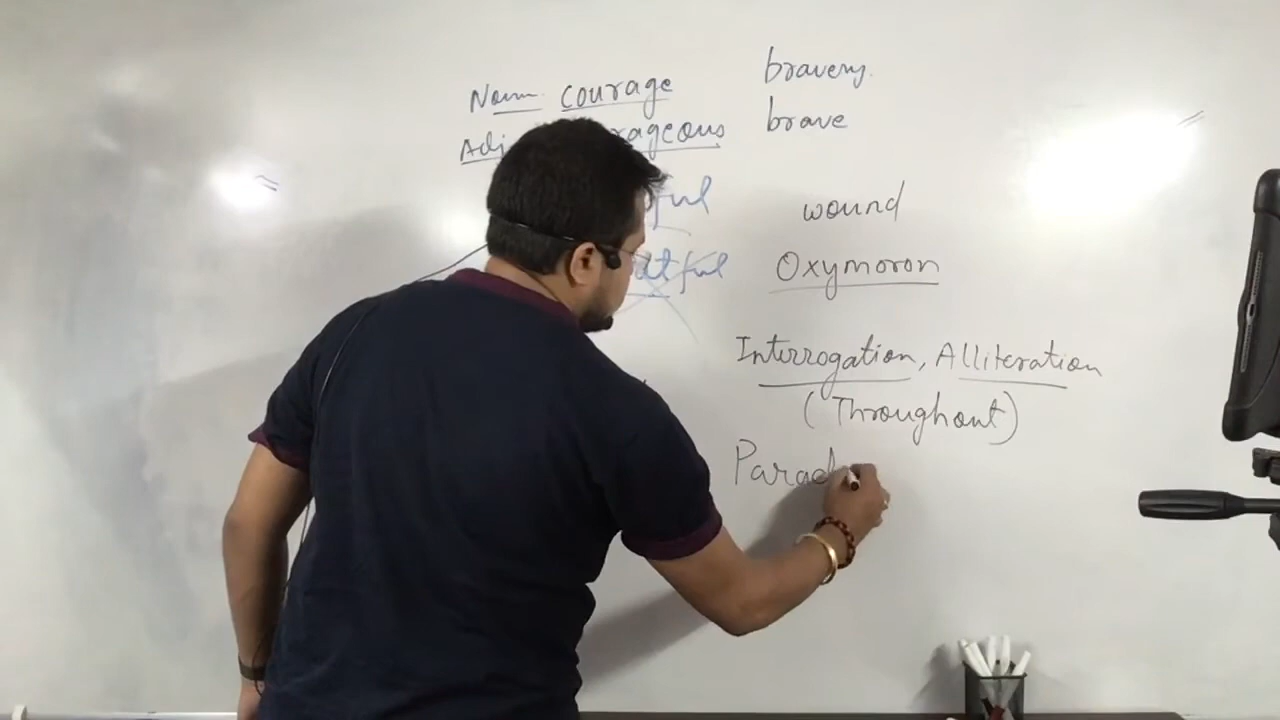 Noun courage bravery
Adj. rageous brave
ful wound
tful Oxymoron
Interrogation, Alliteration
(Throughout)
Parad